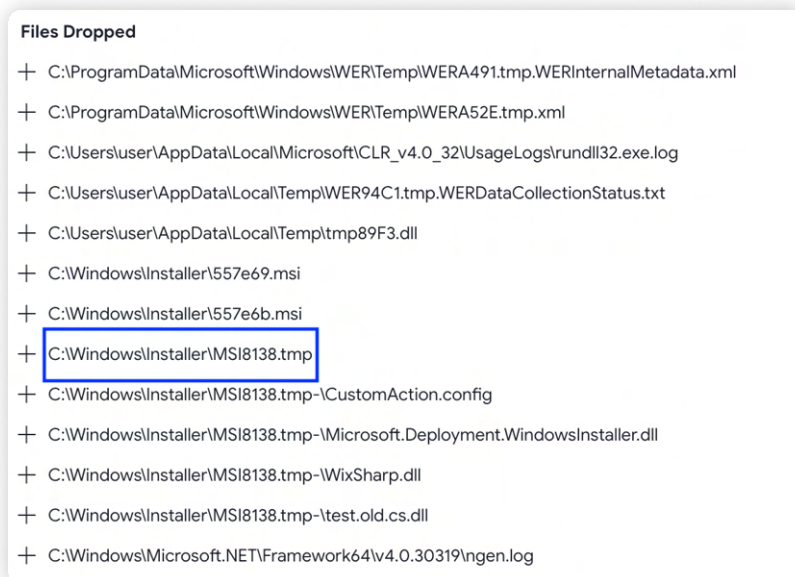 Files Dropped
+ C:\ProgramData\Microsoft\Windows\WER\Temp\WERA491.tmp.WERInternalMetadata.xml
+ C:\ProgramData\Microsoft\Windows\WER\Temp\WERA52E.tmp.xml
+ C:\Users\user\AppData\Local\Microsoft\CLR_v4.0_32\UsageLogs\rundll32.exe.log
+ C:\Users\user\AppData\Local\Temp\WER94C1.tmp.WERDataCollectionStatus.txt
+ C:\Users\user\AppData\Local\Temp\tmp89F3.dll
+ C:\Windows\Installer\557e69.msi
+ C:\Windows\Installer\557e6b.msi
+ C:\Windows\Installer\MSI8138.tmp
+ C:\Windows\Installer\MSI8138.tmp-\CustomAction.config
+ C:\Windows\Installer\MSI8138.tmp-\Microsoft.Deployment.WindowsInstaller.dll
+ C:\Windows\Installer\MSI8138.tmp-\WixSharp.dll
+ C:\Windows\Installer\MSI8138.tmp-\test.old.cs.dll
+ C:\Windows\Microsoft.NET\Framework64\v4.0.30319\ngen.log